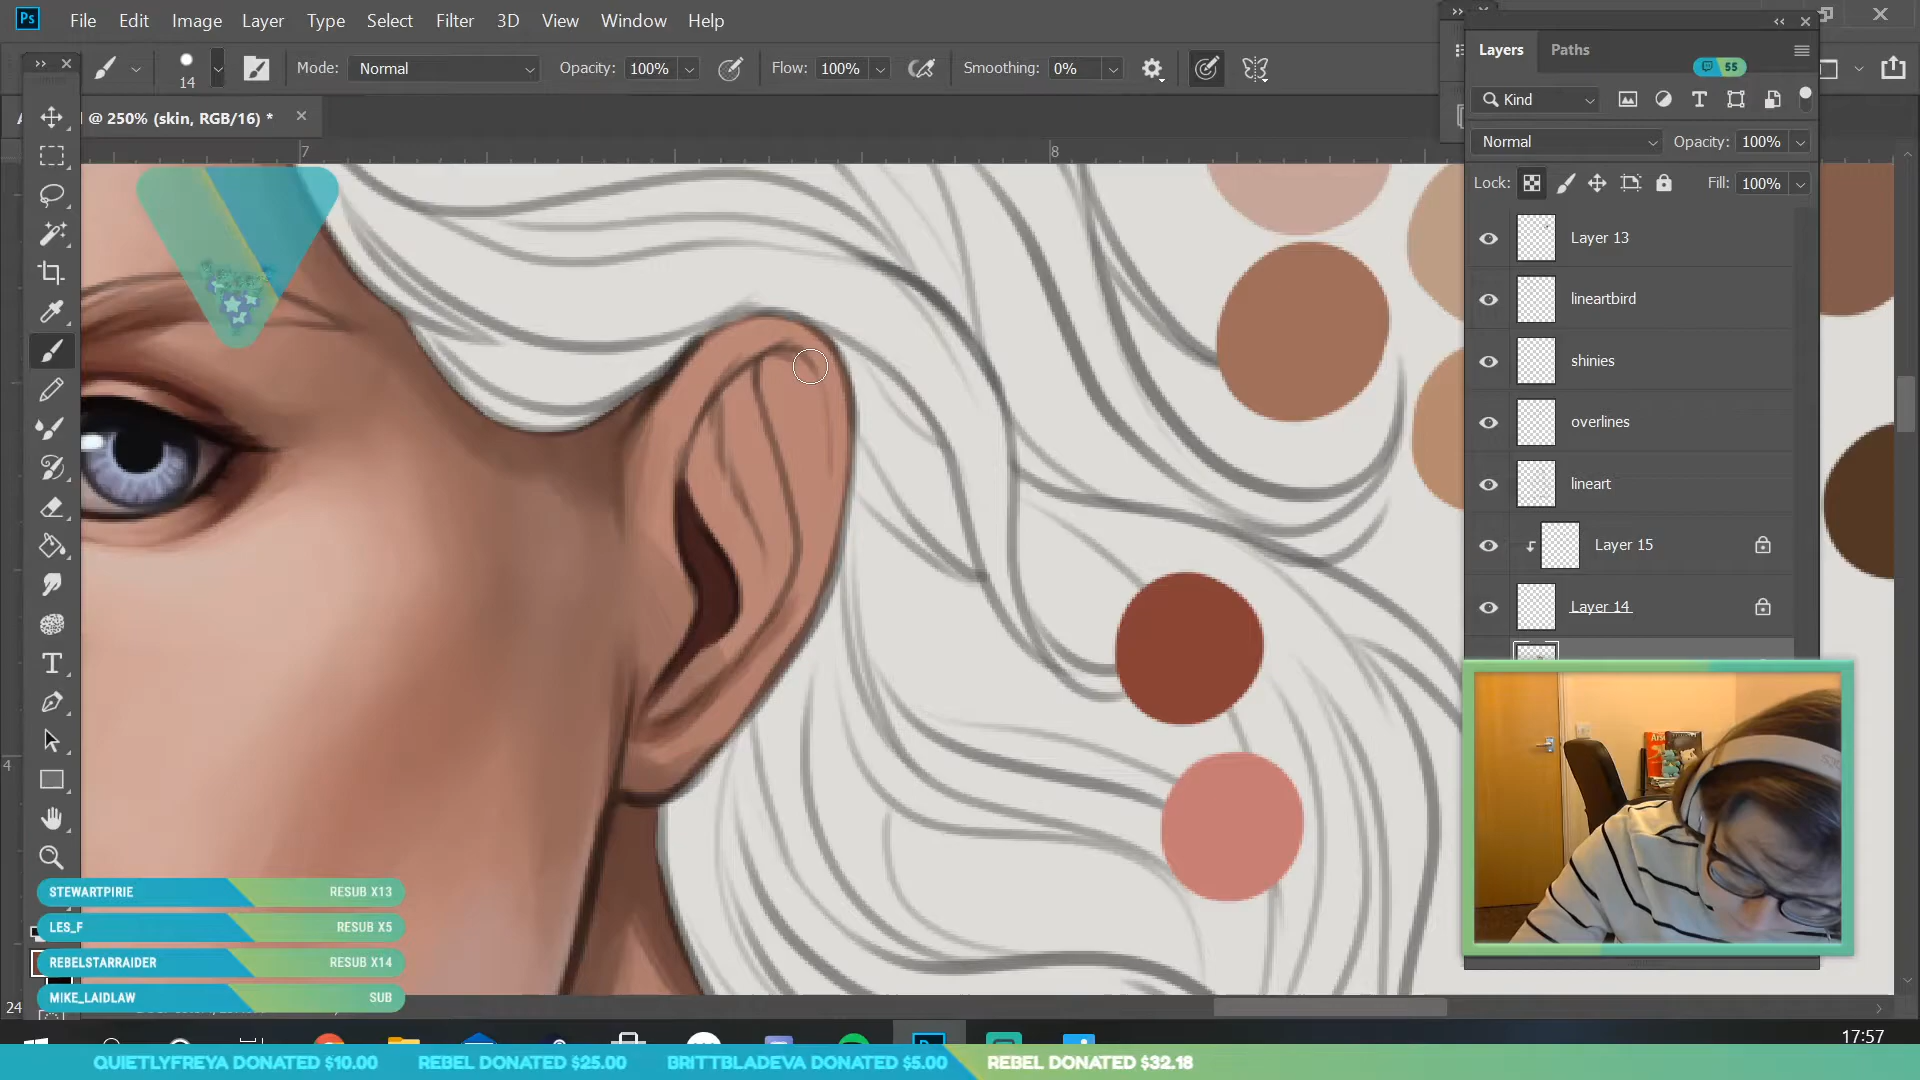 Ps File Edit Image Layer Type Select Filter 3D View Window Help
14 Mode: Normal Opacity: 100% Flow: 100% Smoothing: 0%
@ 250% (skin, RGB/16) *
7 8
4
24
Layers Paths
55
Kind
Normal Opacity: 100%
Lock: Fill: 100%
Layer 13
lineartbird
shinies
overlines
lineart
Layer 15
Layer 14
STEWARTPIRIE RESUB X13
LES_F RESUB X5
REBELSTARRAIDER RESUB X14
MIKE_LAIDLAW SUB
17:57
QUIETLYFREYA DONATED $10.00 REBEL DONATED $25.00 BRITTBLADEVA DONATED $5.00 REBEL DONATED $32.18